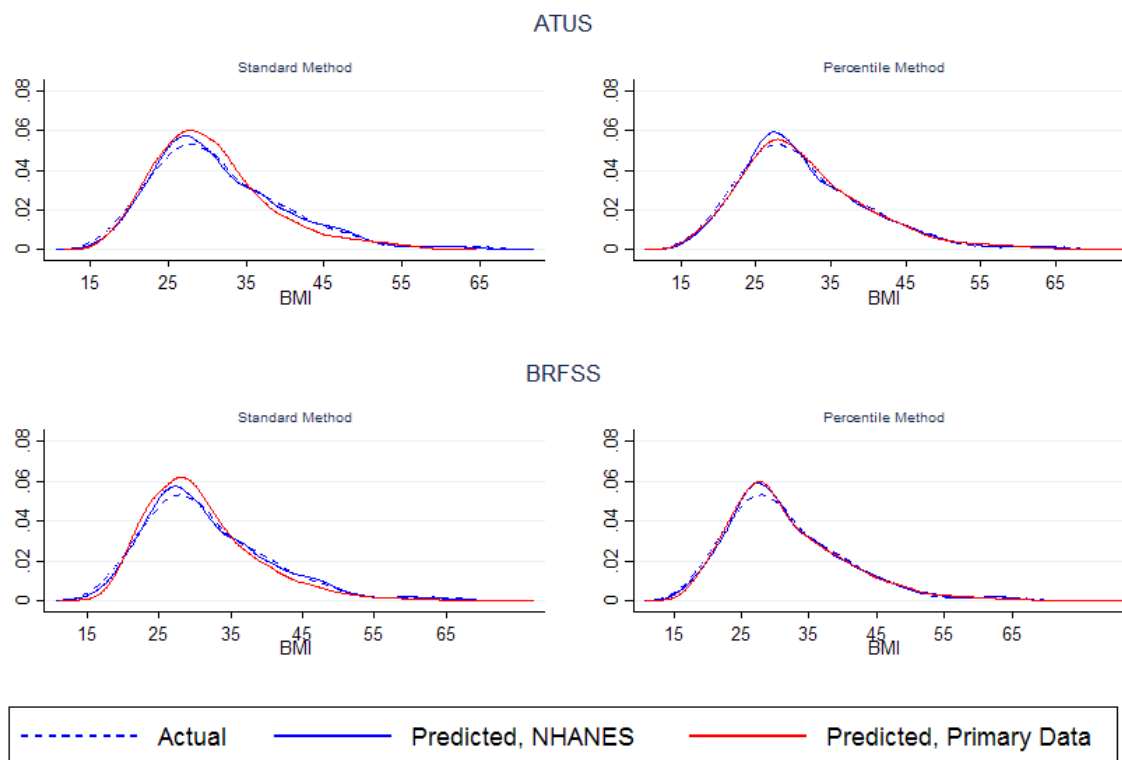 ATUS
Standard Method
Percentile Method
.08
.06
.04
.02
0
15 25 35 45 55 65
BMI
.08
.06
.04
.02
0
15 25 35 45 55 65
BMI
BRFSS
Standard Method
Percentile Method
.08
.06
.04
.02
0
15 25 35 45 55 65
BMI
.08
.06
.04
.02
0
15 25 35 45 55 65
BMI
Actual Predicted, NHANES Predicted, Primary Data